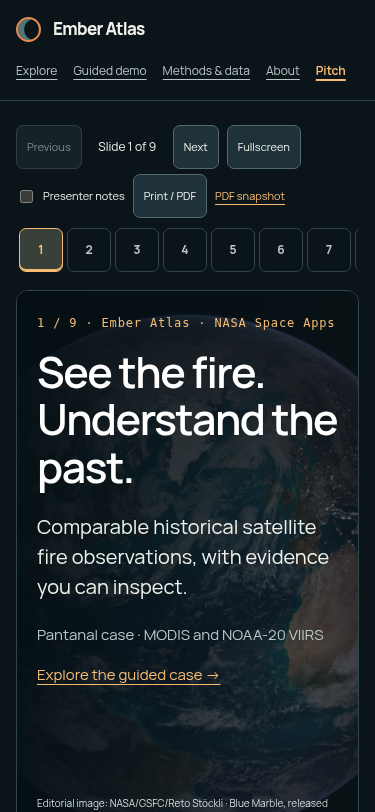 Ember Atlas
Explore Guided demo Methods & data About Pitch
Previous Slide 1 of 9 Next Fullscreen
Presenter notes Print / PDF PDF snapshot
1 2 3 4 5 6 7
1 / 9 · Ember Atlas · NASA Space Apps
See the fire.
Understand the
past.
Comparable historical satellite
fire observations, with evidence
you can inspect.
Pantanal case · MODIS and NOAA-20 VIIRS
Explore the guided case →
Editorial image: NASA/GSFC/Reto Stöckli · Blue Marble, released